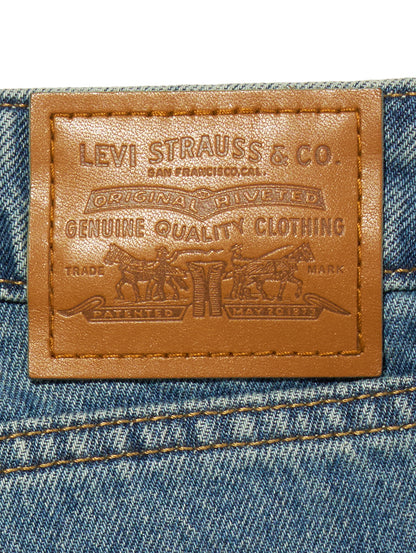 LEVI STRAUSS & CO.
SAN FRANCISCO, CAL.
ORIGINAL RIVETED
GENUINE QUALITY CLOTHING
TRADE MARK
PATENTED MAY 20 1873